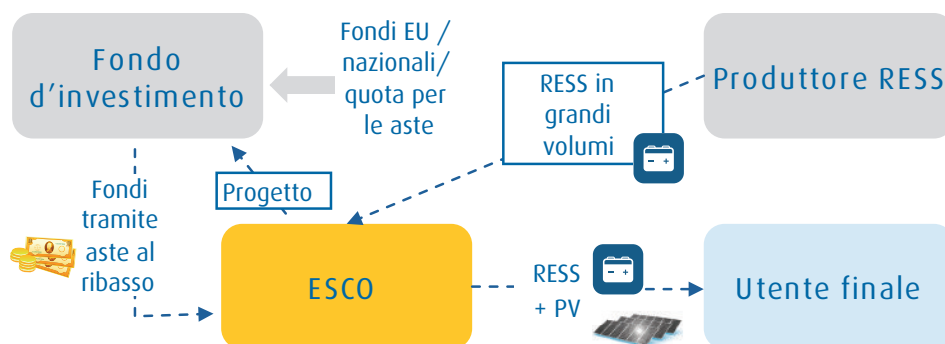 Fondo
d'investimento
Fondi EU /
nazionali/
quota per
le aste
RESS in
grandi
volumi
Produttore RESS
- +
Progetto
Fondi
tramite
aste al
ribasso
ESCO
RESS
+ PV
- +
Utente finale